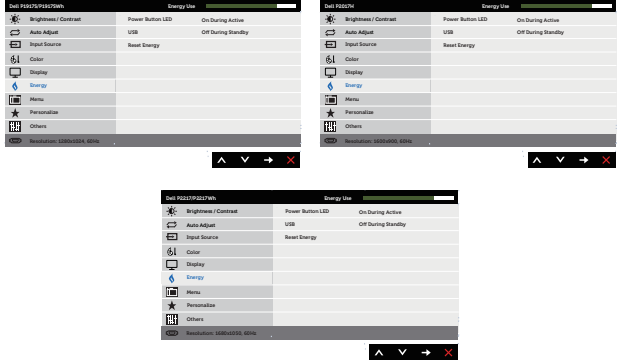 Dell P1917S/P1917SWh Energy Use
Brightness / Contrast Power Button LED On During Active
Auto Adjust USB Off During Standby
Input Source Reset Energy
Color
Display
Energy
Menu
Personalize
Others
Resolution: 1280x1024, 60Hz
Dell P2017H Energy Use
Brightness / Contrast Power Button LED On During Active
Auto Adjust USB Off During Standby
Input Source Reset Energy
Color
Display
Energy
Menu
Personalize
Others
Resolution: 1600x900, 60Hz
Dell P2217/P2217Wh Energy Use
Brightness / Contrast Power Button LED On During Active
Auto Adjust USB Off During Standby
Input Source Reset Energy
Color
Display
Energy
Menu
Personalize
Others
Resolution: 1680x1050, 60Hz